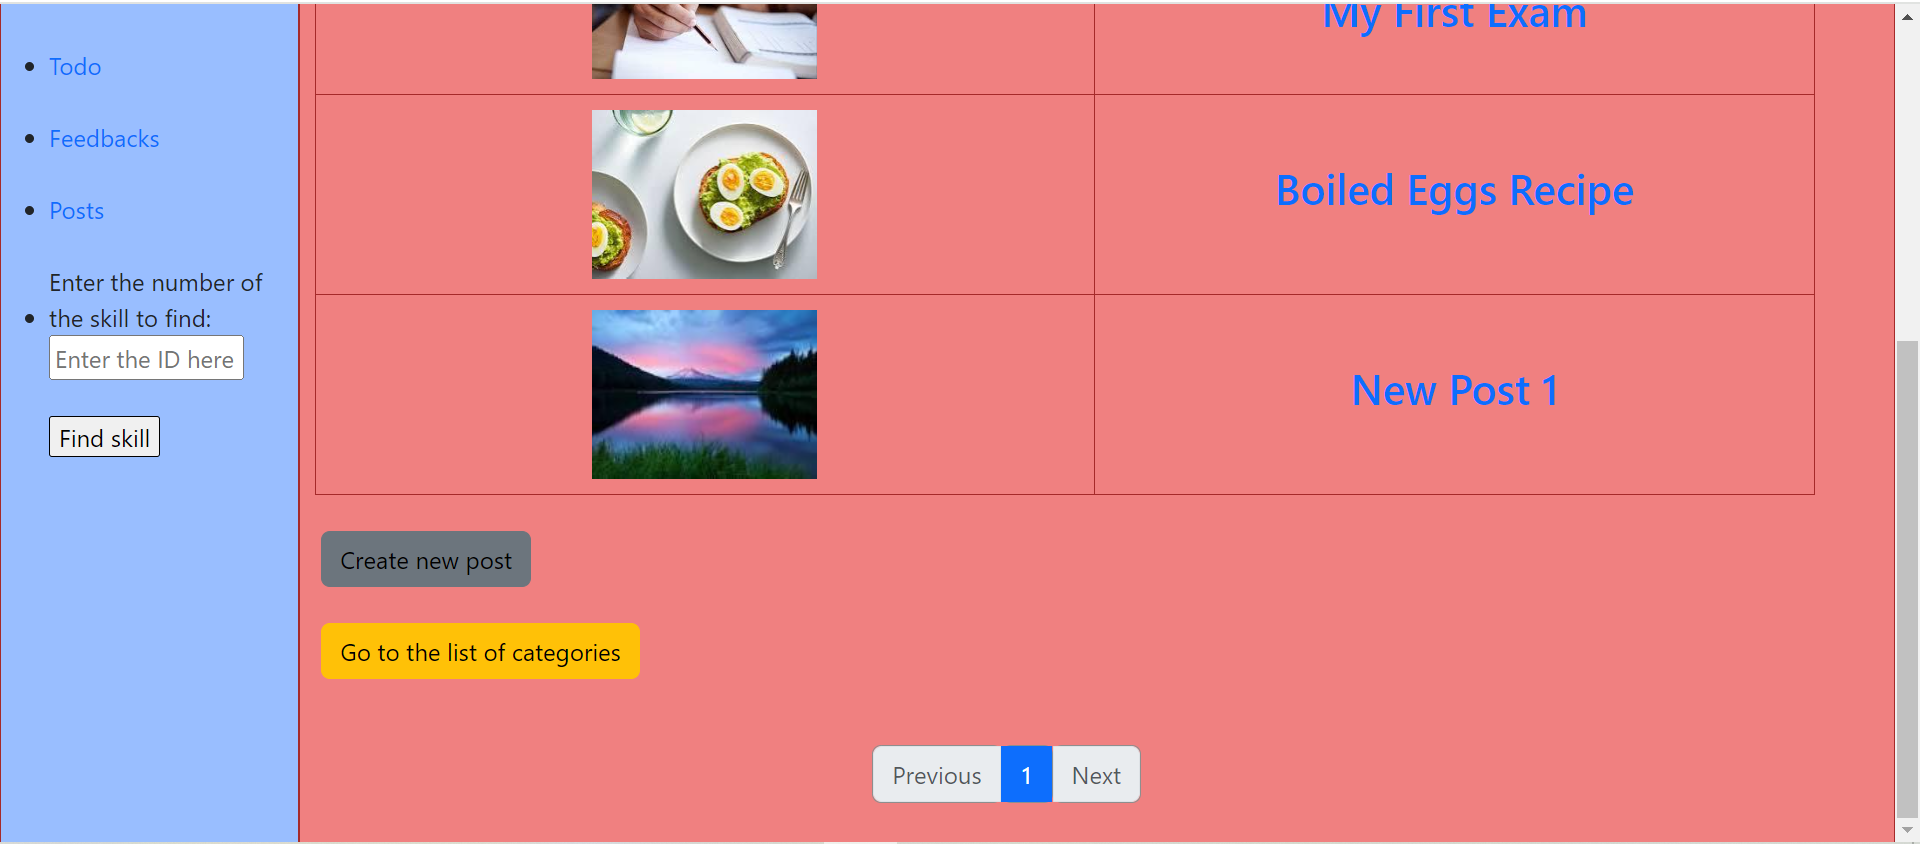 Todo
Feedbacks
Posts
Enter the number of
the skill to find:
Enter the ID here
Find skill
My First Exam
Boiled Eggs Recipe
New Post 1
Create new post
Go to the list of categories
Previous 1 Next